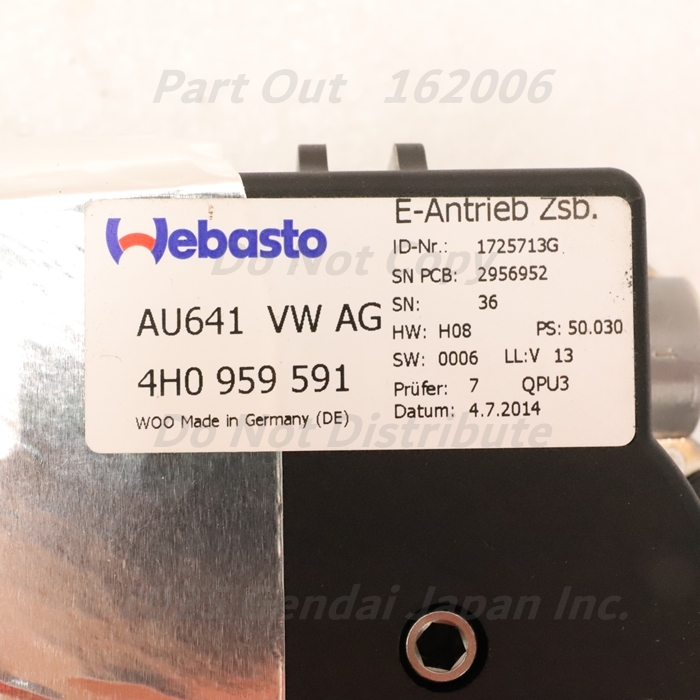 Part Out 162006
Webasto
AU641 VW AG
4H0 959 591
WOO Made in Germany (DE)
E-Antrieb Zsb.
ID-Nr.: 1725713G
SN PCB: 2956952
SN: 36
HW: H08 PS: 50.030
SW: 0006 LL:V 13
Prüfer: 7 QPU3
Datum: 4.7.2014
Do Not Copy
Do Not Distribute
Gendai Japan Inc.